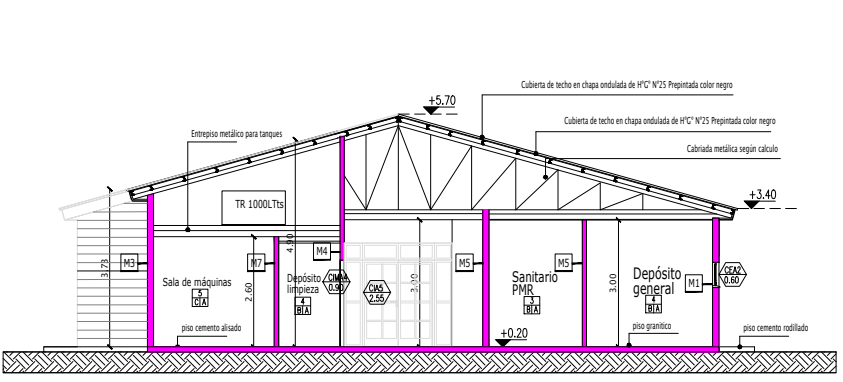 Cubierta de techo en chapa ondulada de H°G° N°25 Prepintada color negro
+5.70
Cubierta de techo en chapa ondulada de H°G° N°25 Prepintada color negro
Entrepiso metálico para tanques
Cabriada metálica según calculo
+3.40
TR 1000LTts
4.90
3.73
M3
M7
M4
M5
M5
CEA2
0.60
M1
Sala de máquinas
5
C A
2.60
Depósito
limpieza
4
B A
0.90
CIA5
2.55
3.00
Sanitario
PMR
3
B A
3.00
Depósito
general
4
B A
piso cemento alisado
+0.20
piso granitico
piso cemento rodillado